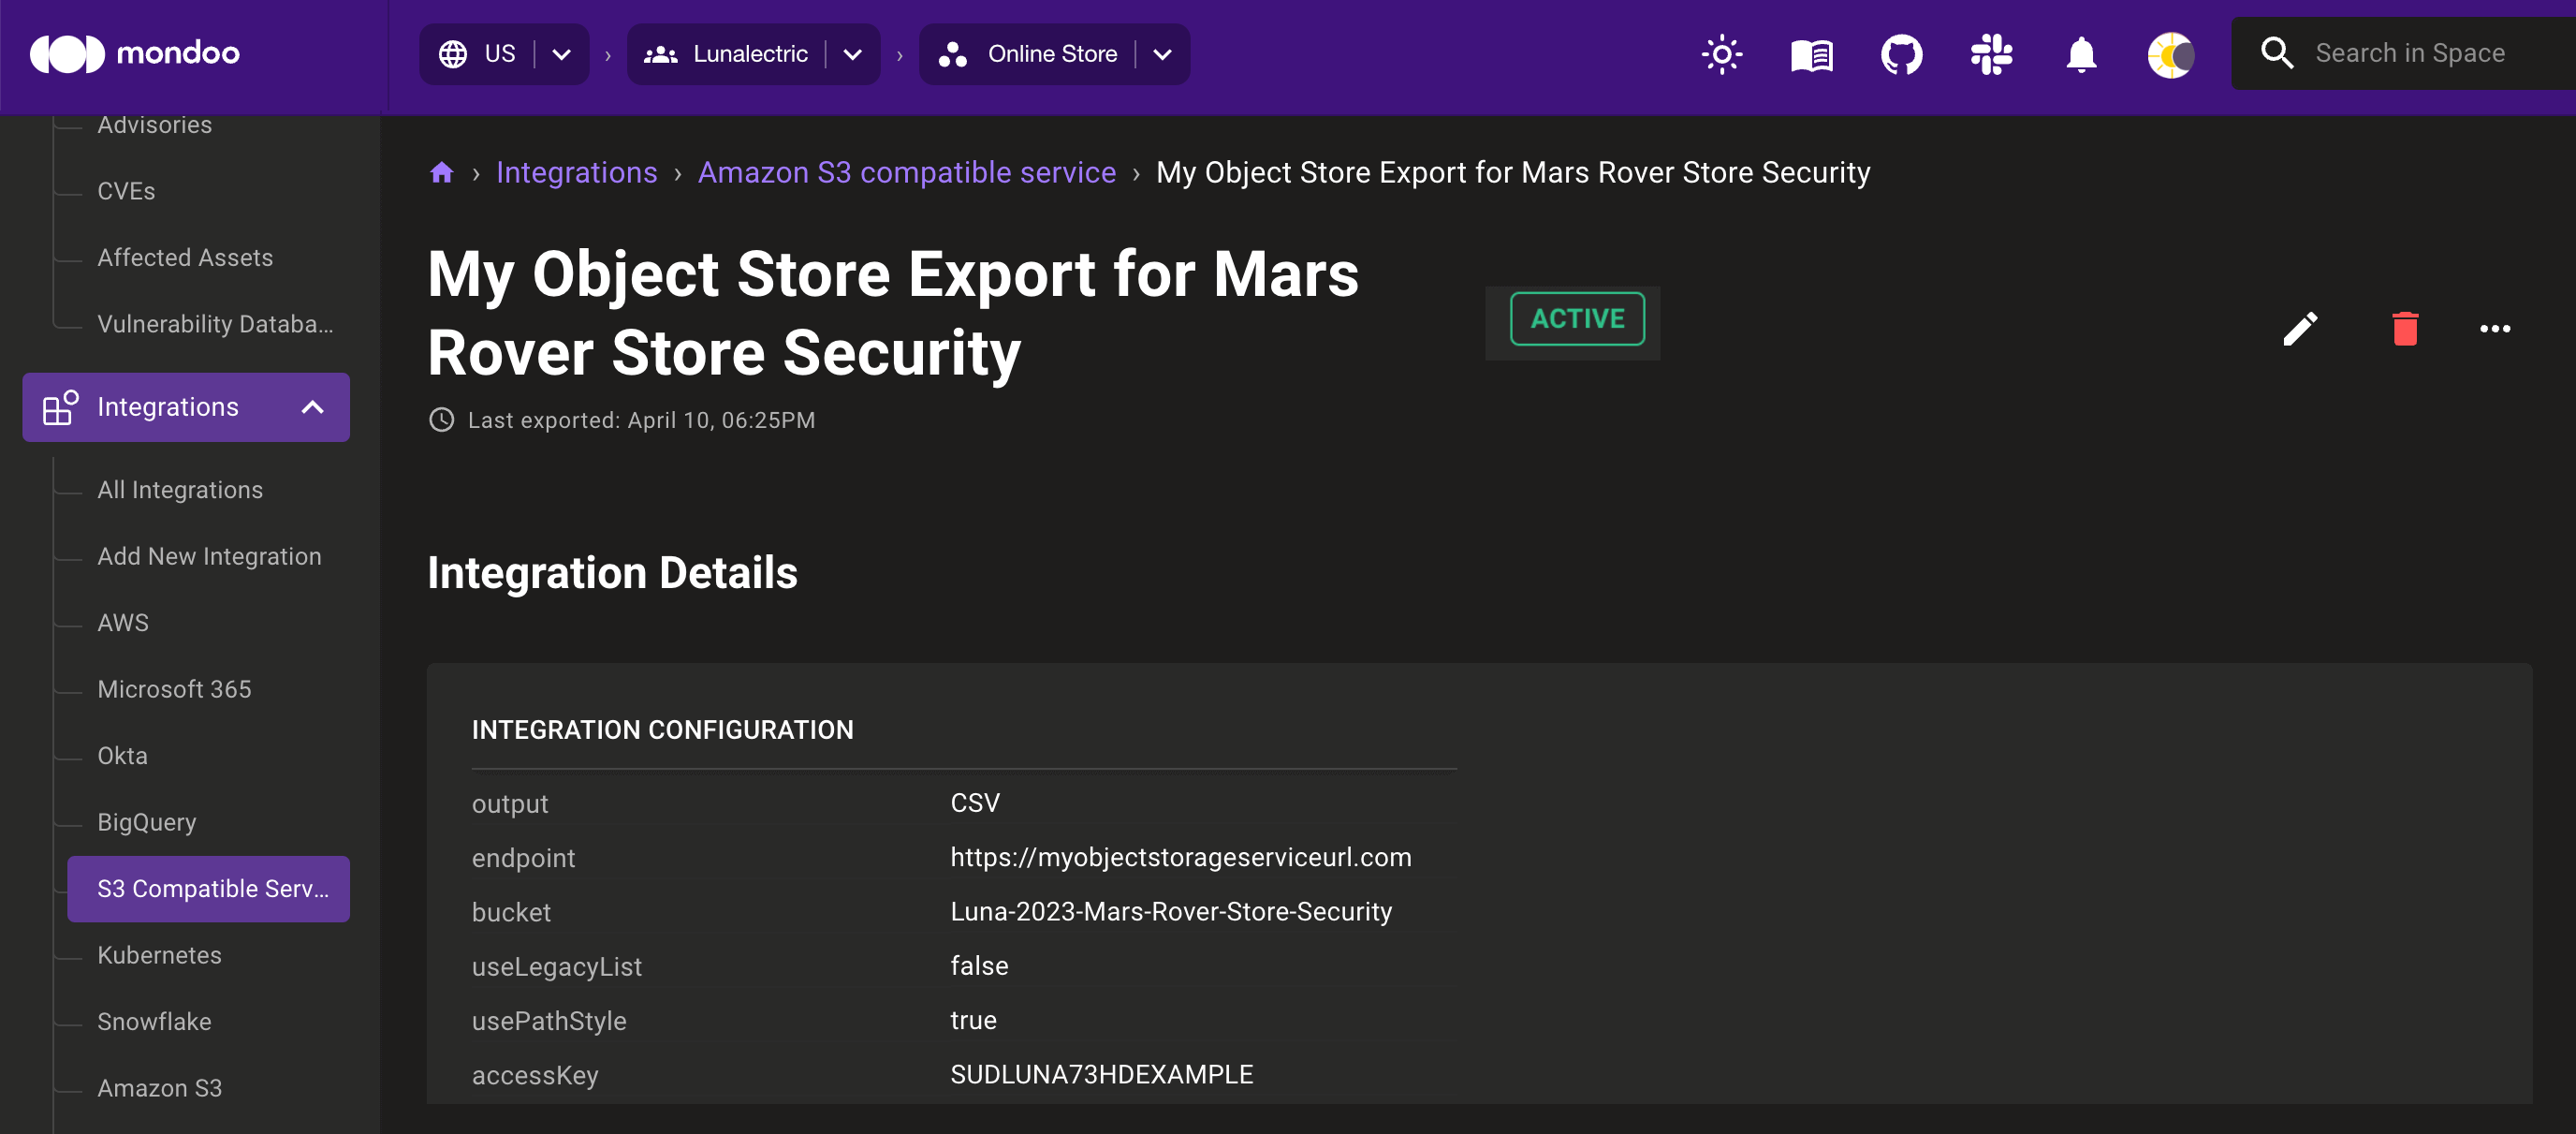 mondoo
US
Lunalectric
Online Store
Search in Space
Advisories
CVEs
Affected Assets
Vulnerability Databa...
Integrations
All Integrations
Add New Integration
AWS
Microsoft 365
Okta
BigQuery
S3 Compatible Serv...
Kubernetes
Snowflake
Amazon S3
Integrations › Amazon S3 compatible service › My Object Store Export for Mars Rover Store Security
My Object Store Export for Mars
Rover Store Security
ACTIVE
Last exported: April 10, 06:25PM
Integration Details
INTEGRATION CONFIGURATION
output CSV
endpoint https://myobjectstorageserviceurl.com
bucket Luna-2023-Mars-Rover-Store-Security
useLegacyList false
usePathStyle true
accessKey SUDLUNA73HDEXAMPLE